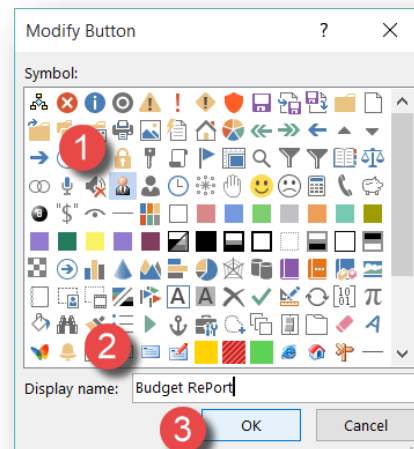 Modify Button ? ×
Symbol:
1
2
Display name: Budget RePort
3 OK Cancel